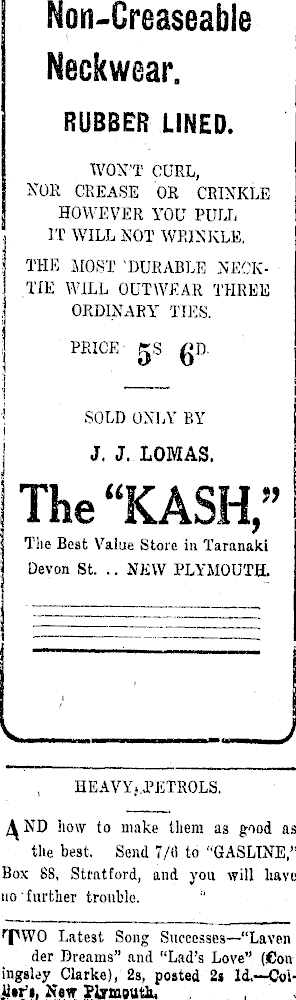 Non-Creaseable
Neckwear.
RUBBER LINED.
WON'T CURL,
NOR CREASE OR CRINKLE
HOWEVER YOU PULL
IT WILL NOT WRINKLE.
THE MOST DURABLE NECK-
TIE WILL OUTWEAR THREE
ORDINARY TIES.
PRICE 5S 6D.
SOLD ONLY BY
J. J. LOMAS.
The "KASH,"
The Best Value Store in Taranaki
Devon St. .. NEW PLYMOUTH.
HEAVY PETROLS.
AND how to make them as good as
the best. Send 7/6 to "GASLINE,"
Box 88, Stratford, and you will have
no further trouble.
TWO Latest Song Successes—"Laven
der Dreams" and "Lad's Love" (Con
ingsley Clarke), 2s, posted 2s 1d.—Col-
lier's, New Plymouth.